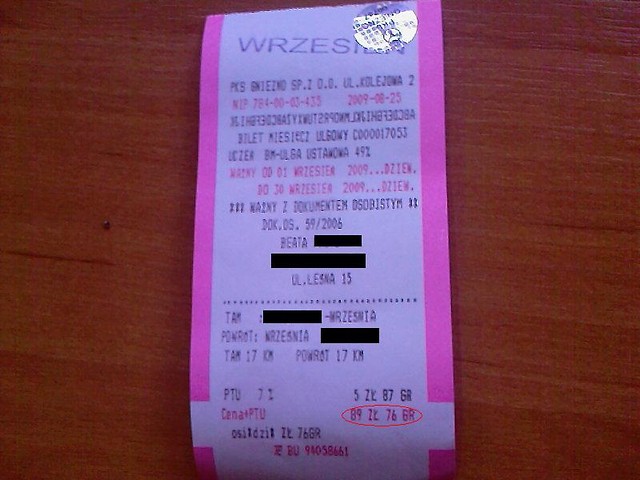 WRZESIEŃ
PKS GNIEZNO SP.Z O.O. UL.KOLEJOWA 2
NIP 784-00-03-435 2009-08-25
BILET MIESIĘCZ ULGOWY C000017053
UCZEŃ BM-ULGA USTAWOWA 49%
WAŻNY OD 01 WRZESIEŃ 2009...DZIEW.
DO 30 WRZESIEŃ 2009...DZIEW.
*** WAŻNY Z DOKUMENTEM OSOBISTYM **
DOK.OS. 59/2006
BEATA
UL.LEŚNA 15
TAM : -WRZEŚNIA
POWRÓT: WRZEŚNIA
TAM 17 KM POWRÓT 17 KM
PTU 7% 5 ZŁ 87 GR
Cena+PTU 89 ZŁ 76 GR
ZŁ 76GR
BU 94058661